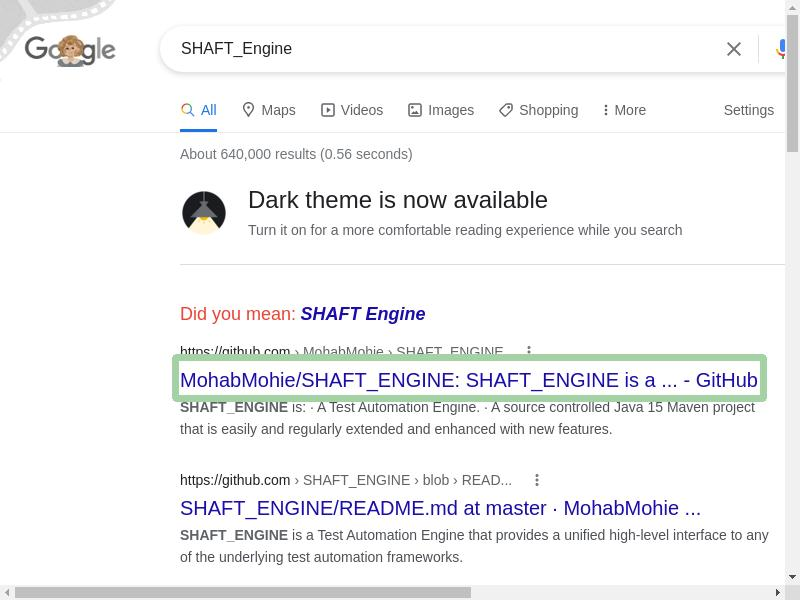 Google
SHAFT_Engine
All Maps Videos Images Shopping More Settings
About 640,000 results (0.56 seconds)
Dark theme is now available
Turn it on for a more comfortable reading experience while you search
Did you mean: SHAFT Engine
https://github.com › MohabMohie › SHAFT_ENGINE
MohabMohie/SHAFT_ENGINE: SHAFT_ENGINE is a ... - GitHub
SHAFT_ENGINE is: · A Test Automation Engine. · A source controlled Java 15 Maven project
that is easily and regularly extended and enhanced with new features.
https://github.com › SHAFT_ENGINE › blob › READ...
SHAFT_ENGINE/README.md at master · MohabMohie ...
SHAFT_ENGINE is a Test Automation Engine that provides a unified high-level interface to any
of the underlying test automation frameworks.